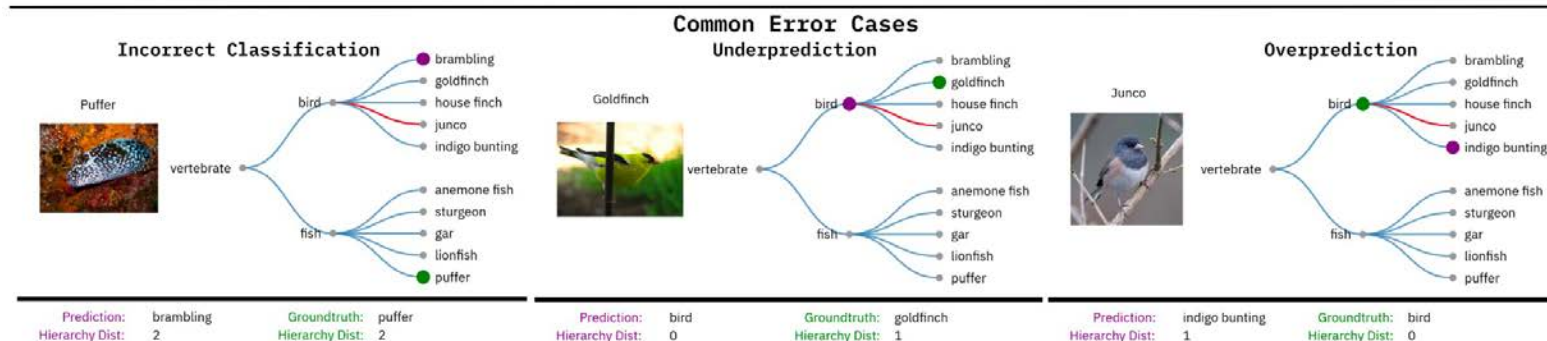 Common Error Cases
Incorrect Classification
Puffer
vertebrate
bird
brambling
goldfinch
house finch
junco
indigo bunting
fish
anemone fish
sturgeon
gar
lionfish
puffer
Prediction: brambling Groundtruth: puffer
Hierarchy Dist: 2 Hierarchy Dist: 2
Underprediction
Goldfinch
vertebrate
bird
brambling
goldfinch
house finch
junco
indigo bunting
fish
anemone fish
sturgeon
gar
lionfish
puffer
Prediction: bird Groundtruth: goldfinch
Hierarchy Dist: 0 Hierarchy Dist: 1
Overprediction
Junco
vertebrate
bird
brambling
goldfinch
house finch
junco
indigo bunting
fish
anemone fish
sturgeon
gar
lionfish
puffer
Prediction: indigo bunting Groundtruth: bird
Hierarchy Dist: 1 Hierarchy Dist: 0